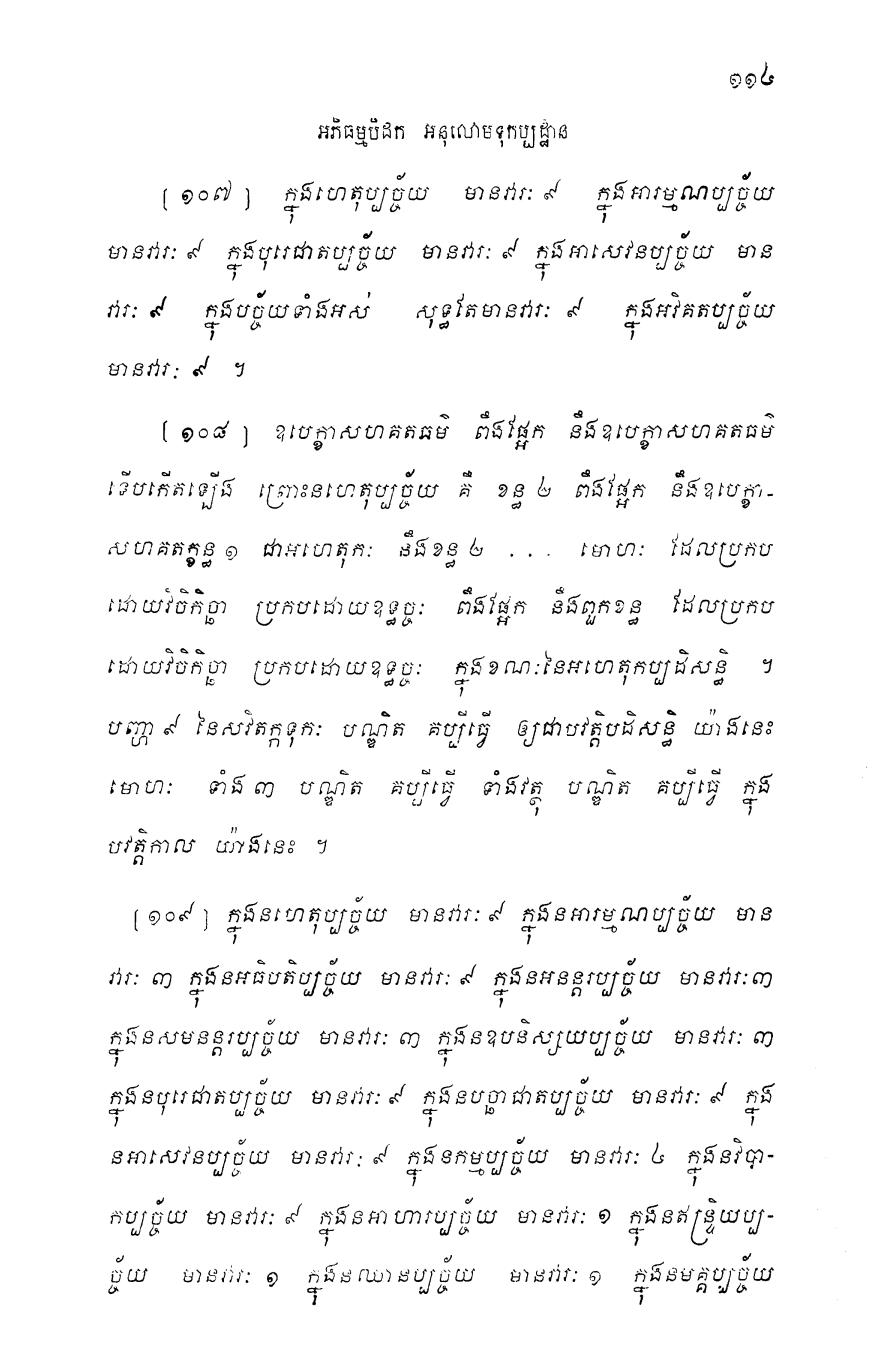 ១១៤
អភិធម្មបិដក អនុលោមទុកប្បដ្ឋាន
[ ១០៧ ] ក្នុងហេតុប្បច្ច័យ មានវារៈ ៩ ក្នុងអារម្មណប្បច្ច័យ
មានវារៈ ៩ ក្នុងបុរេជាតប្បច្ច័យ មានវារៈ ៩ ក្នុងអាសេវនប្បច្ច័យ មាន
វារៈ ៩ ក្នុងបច្ច័យទាំងអស់ សុទ្ធតែមានវារៈ ៩ ក្នុងអវិគតប្បច្ច័យ
មានវារៈ ៩ ។
[ ១០៨ ] ឧបេក្ខាសហគតធម៌ ពឹងផ្អែក នឹងឧបេក្ខាសហគតធម៌
ទើបកើតឡើង ព្រោះនហេតុប្បច្ច័យ គឺ ខន្ធ ២ ពឹងផ្អែក នឹងឧបេក្ខា-
សហគតក្ខន្ធ ១ ជាអហេតុកៈ នឹងខន្ធ ២ . . . មោហៈ ដែលប្រកប
ដោយវិចិកិច្ឆា ប្រកបដោយឧទ្ធច្ចៈ ពឹងផ្អែក នឹងពួកខន្ធ ដែលប្រកប
ដោយវិចិកិច្ឆា ប្រកបដោយឧទ្ធច្ចៈ ក្នុងខណៈនៃអហេតុកប្បដិសន្ធិ ។
បញ្ហា ៩ នៃសវិតក្កទុកៈ បណ្ឌិត គប្បីធ្វើ ឲ្យជាបវត្តិបដិសន្ធិ យ៉ាងនេះ
មោហៈ ទាំង ៣ បណ្ឌិត គប្បីធ្វើ ទាំងវត្ថុ បណ្ឌិត គប្បីធ្វើ ក្នុង
បវត្តិកាល យ៉ាងនេះ ។
[ ១០៩ ] ក្នុងនហេតុប្បច្ច័យ មានវារៈ ៩ ក្នុងនអារម្មណប្បច្ច័យ មាន
វារៈ ៣ ក្នុងនអធិបតិប្បច្ច័យ មានវារៈ ៩ ក្នុងនអនន្តរប្បច្ច័យ មានវារៈ ៣
ក្នុងនសមនន្តរប្បច្ច័យ មានវារៈ ៣ ក្នុងនឧបនិស្សយប្បច្ច័យ មានវារៈ ៣
ក្នុងនបុរេជាតប្បច្ច័យ មានវារៈ ៩ ក្នុងនបច្ឆាជាតប្បច្ច័យ មានវារៈ ៩ ក្នុង
នអាសេវនប្បច្ច័យ មានវារៈ ៩ ក្នុងនកម្មប្បច្ច័យ មានវារៈ ៤ ក្នុងនវិបា-
កប្បច្ច័យ មានវារៈ ៩ ក្នុងនអាហារប្បច្ច័យ មានវារៈ ១ ក្នុងនឥន្ទ្រិយប្ប-
ច្ច័យ មានវារៈ ១ ក្នុងនឈានប្បច្ច័យ មានវារៈ ១ ក្នុងនមគ្គប្បច្ច័យ